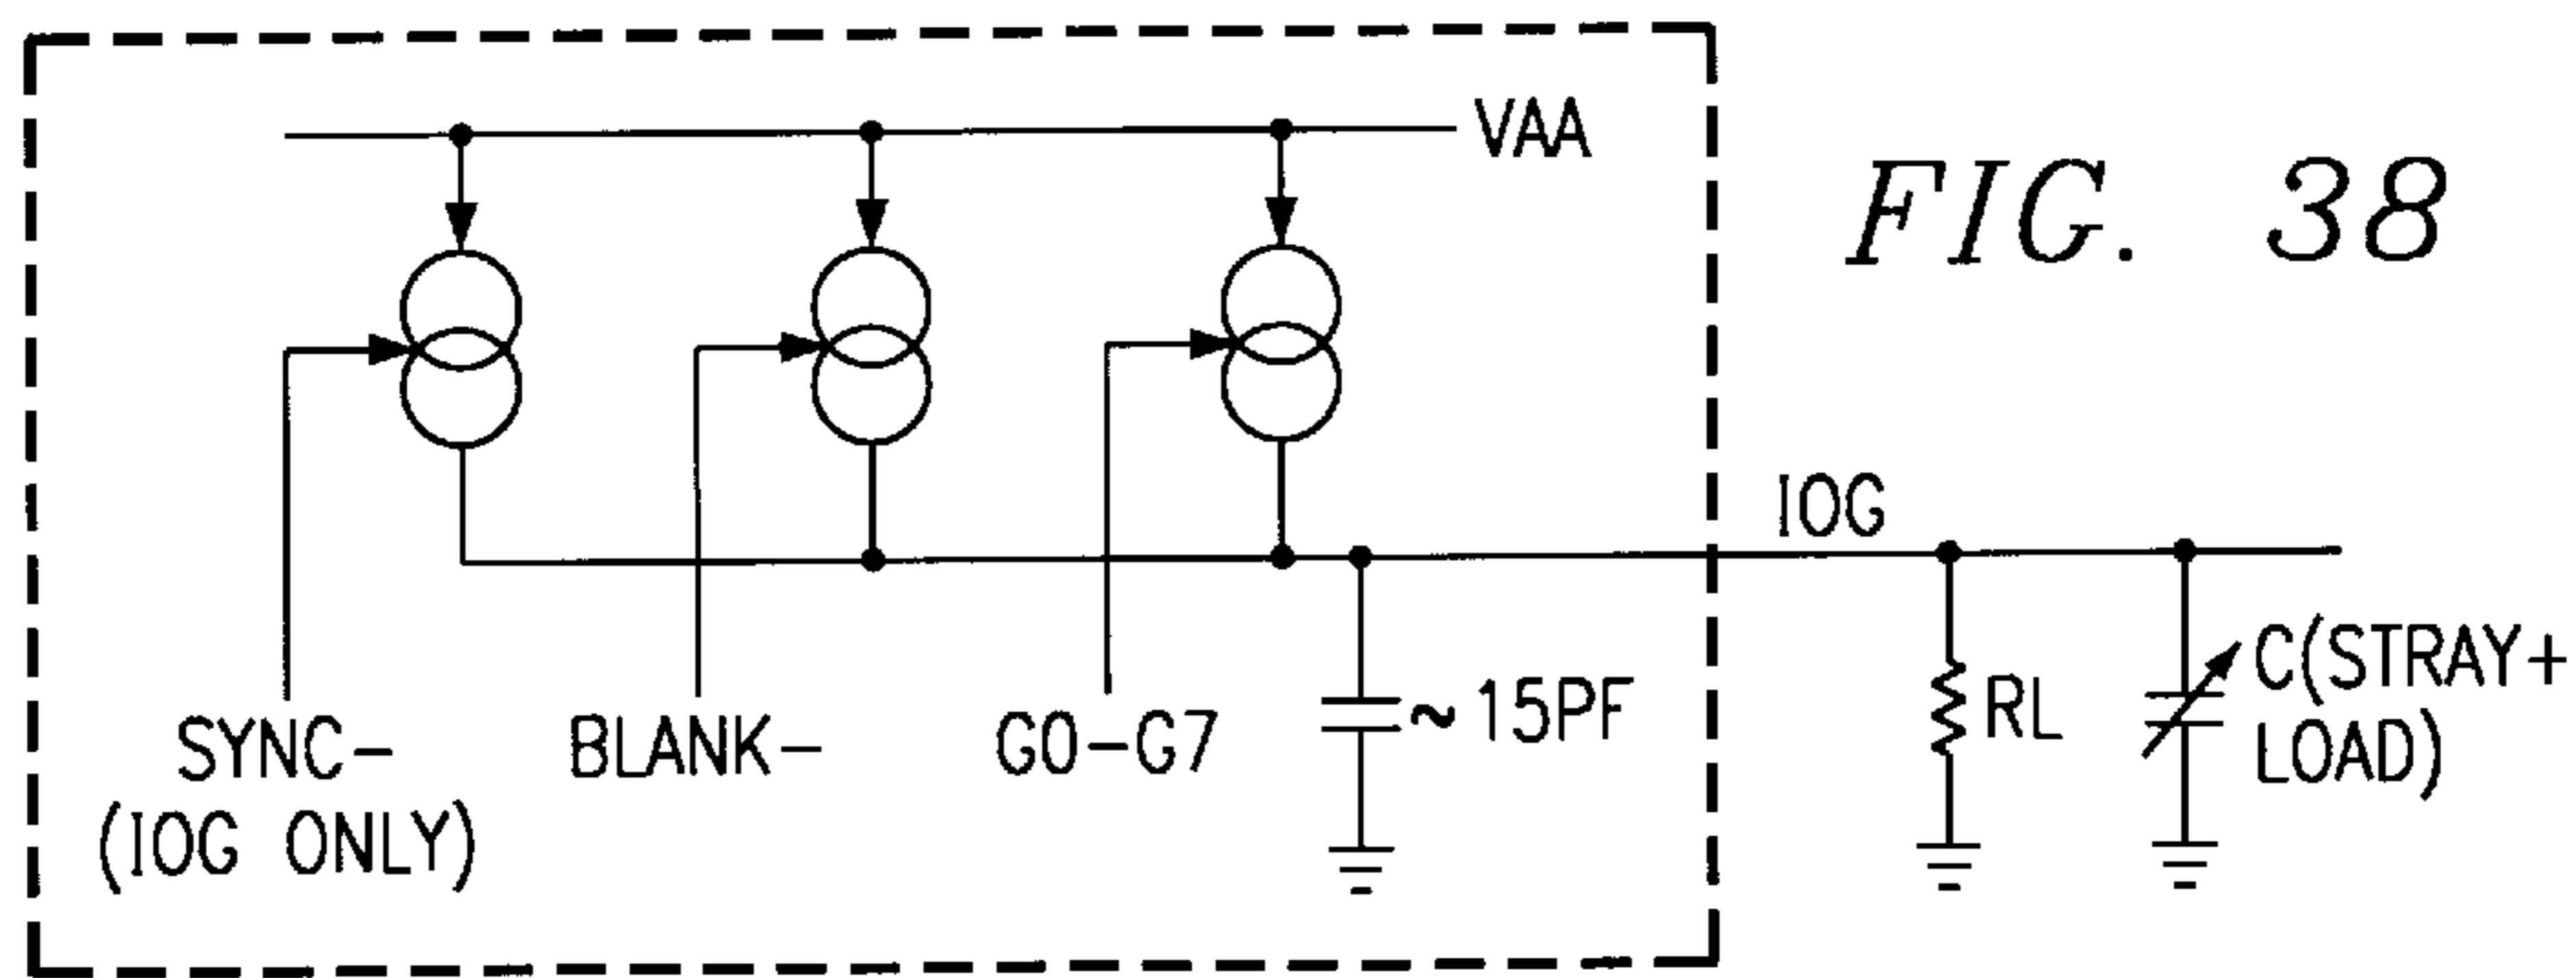 VAA
FIG. 38
IOG
SYNC-
(IOG ONLY)
BLANK-
G0-G7
~15PF
RL
C(STRAY+
LOAD)